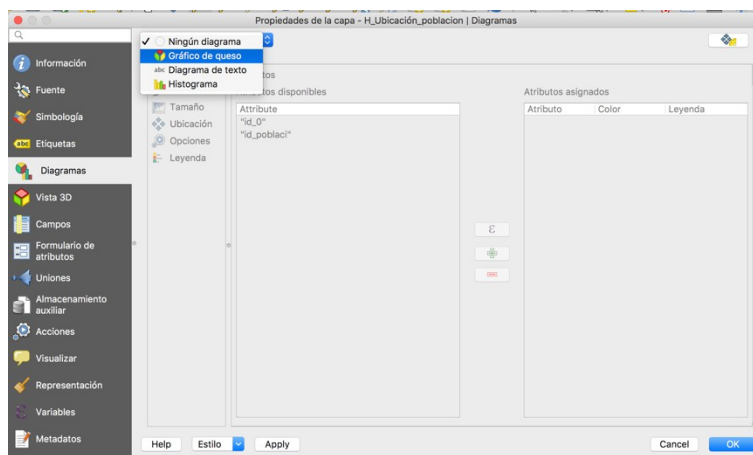 Propiedades de la capa - H_Ubicación_poblacion | Diagramas
Información
Fuente
Simbología
abc Etiquetas
Diagramas
Vista 3D
Campos
Formulario de
atributos
Uniones
Almacenamiento
auxiliar
Acciones
Visualizar
Representación
Variables
Metadatos
✓ Ningún diagrama
Gráfico de queso
abc Diagrama de texto
Histograma
Tamaño
Ubicación
Opciones
Leyenda
Attribute
"id_0"
"id_poblaci"
ε
Atributos asignados
Atributo Color Leyenda
Help Estilo Apply Cancel OK